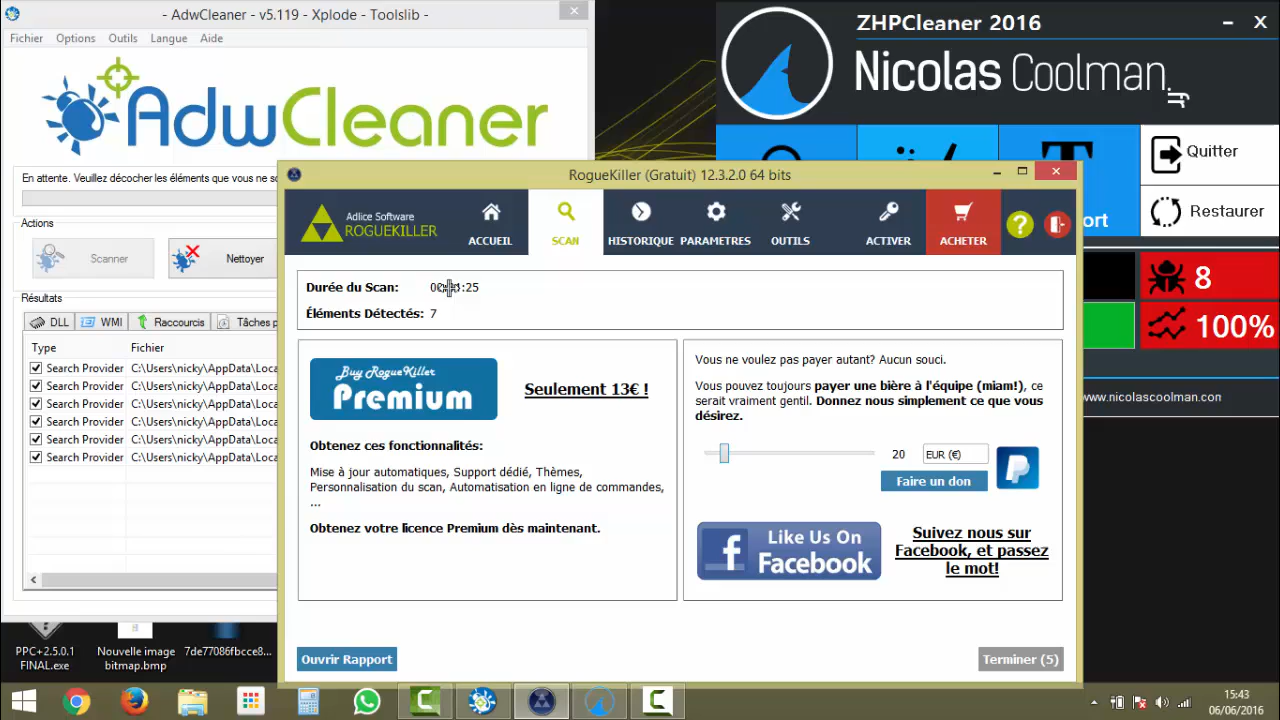 - AdwCleaner - v5.119 - Xplode - Toolslib -
Fichier Options Outils Langue Aide
AdwCleaner
En attente. Veuillez décocher les éléments que vous ne
Actions
Scanner
Nettoyer
Résultats
DLL WMI Raccourcis Tâches
Type Fichier
Search Provider C:\Users\nicky\AppData\Loca
Search Provider C:\Users\nicky\AppData\Loca
Search Provider C:\Users\nicky\AppData\Loca
Search Provider C:\Users\nicky\AppData\Loca
Search Provider C:\Users\nicky\AppData\Loca
Search Provider C:\Users\nicky\AppData\Loca
ZHPCleaner 2016
Nicolas Coolman
Quitter
Restaurer
ort
8
100%
www.nicolascoolman.con
RogueKiller (Gratuit) 12.3.2.0 64 bits
Adlice Software
ROGUEKILLER
ACCUEIL
SCAN
HISTORIQUE
PARAMETRES
OUTILS
ACTIVER
ACHETER
?
Durée du Scan:
Éléments Détectés: 7
Buy RogueKiller
Premium
Seulement 13€ !
Obtenez ces fonctionnalités:
Mise à jour automatiques, Support dédié, Thèmes,
Personnalisation du scan, Automatisation en ligne de commandes,
...
Obtenez votre licence Premium dès maintenant.
Vous ne voulez pas payer autant? Aucun souci.
Vous pouvez toujours payer une bière à l'équipe (miam!), ce
serait vraiment gentil. Donnez nous simplement ce que vous
désirez.
20 EUR (€)
Faire un don
Like Us On
Facebook
Suivez nous sur
Facebook, et passez
le mot!
Ouvrir Rapport
Terminer (5)
PPC+2.5.0.1
FINAL.exe
Nouvelle image
bitmap.bmp
7de77086fbcce8...
15:43
06/06/2016